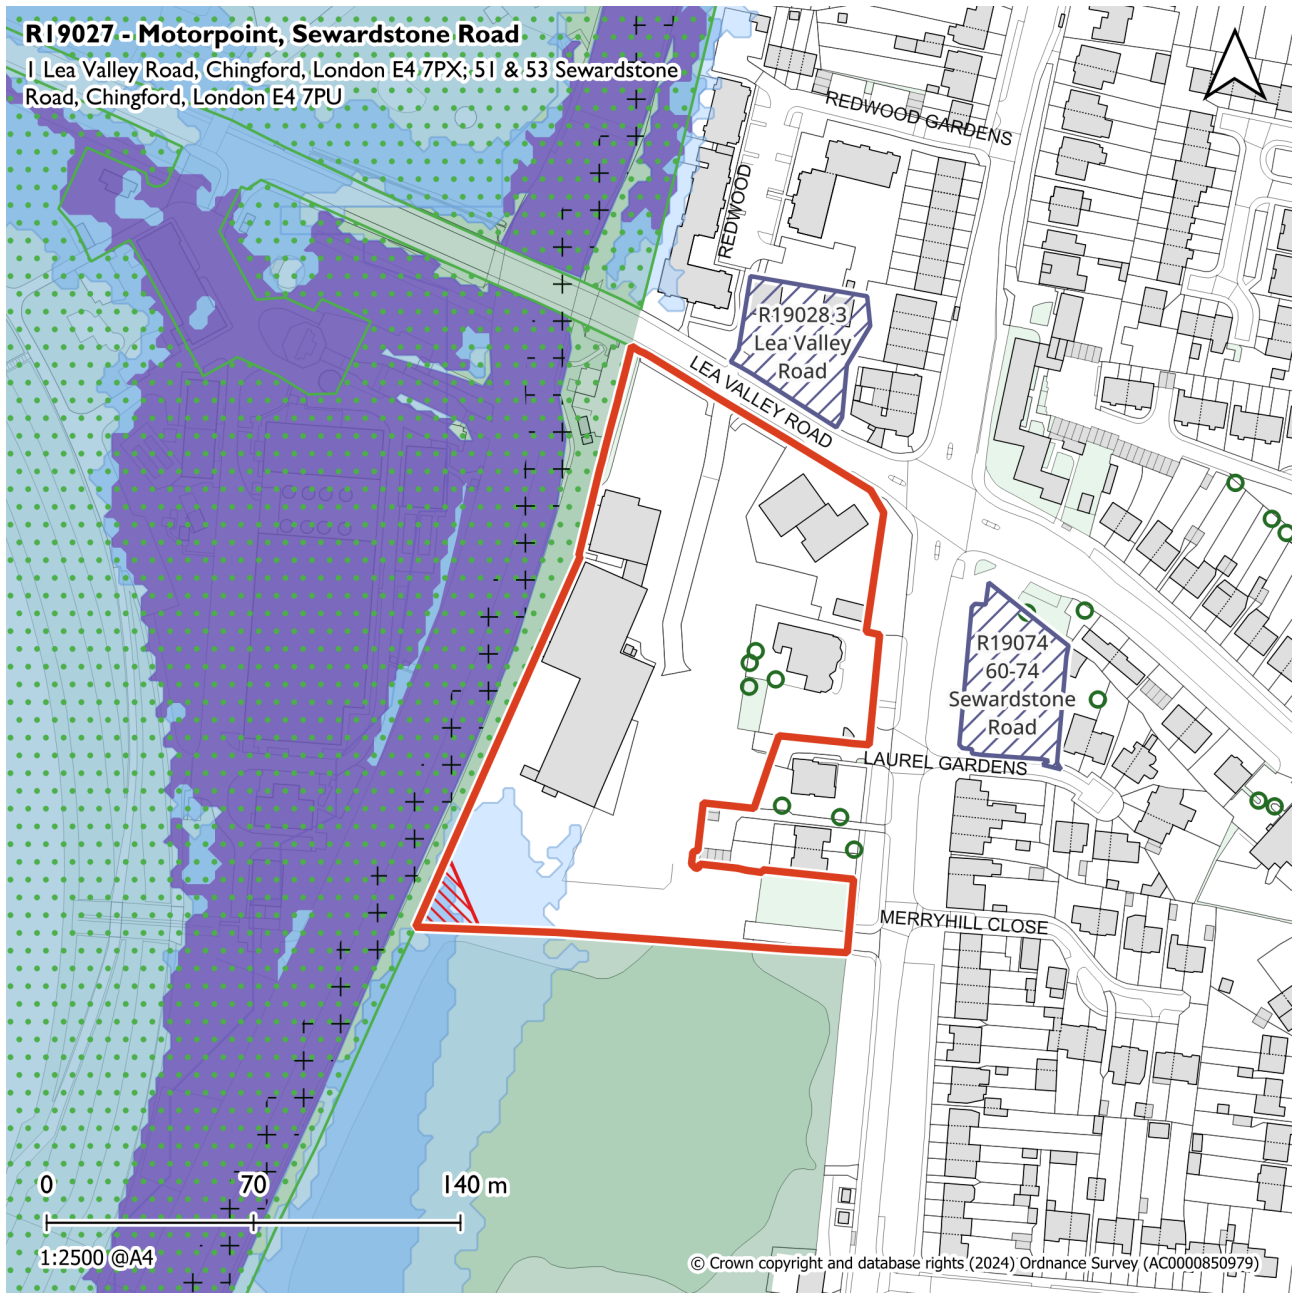 R19027 - Motorpoint, Sewardstone Road
1 Lea Valley Road, Chingford, London E4 7PX; 51 & 53 Sewardstone
Road, Chingford, London E4 7PU
REDWOOD GARDENS
REDWOOD
R19028 3
Lea Valley
Road
LEA VALLEY ROAD
R19074
60-74
Sewardstone
Road
LAUREL GARDENS
MERRYHILL CLOSE
0 70 140 m
1:2500 @A4
© Crown copyright and database rights (2024) Ordnance Survey (AC0000850979)